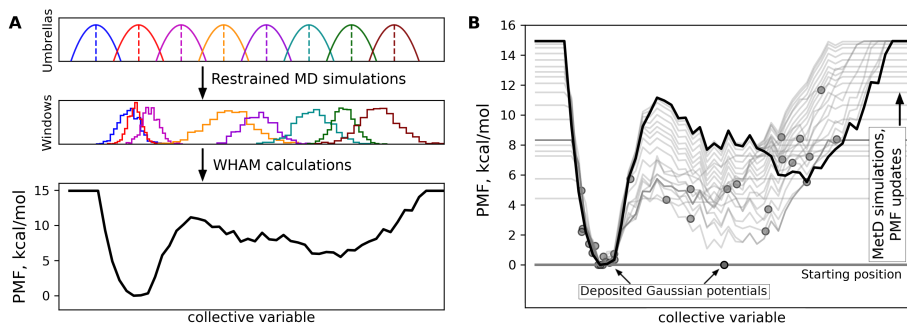 A
Umbrellas
Restrained MD simulations
Windows
WHAM calculations
PMF, kcal/mol
15
10
5
0
collective variable
B
PMF, kcal/mol
16
14
12
10
8
6
4
2
0
MetD simulations,
PMF updates
Starting position
Deposited Gaussian potentials
collective variable